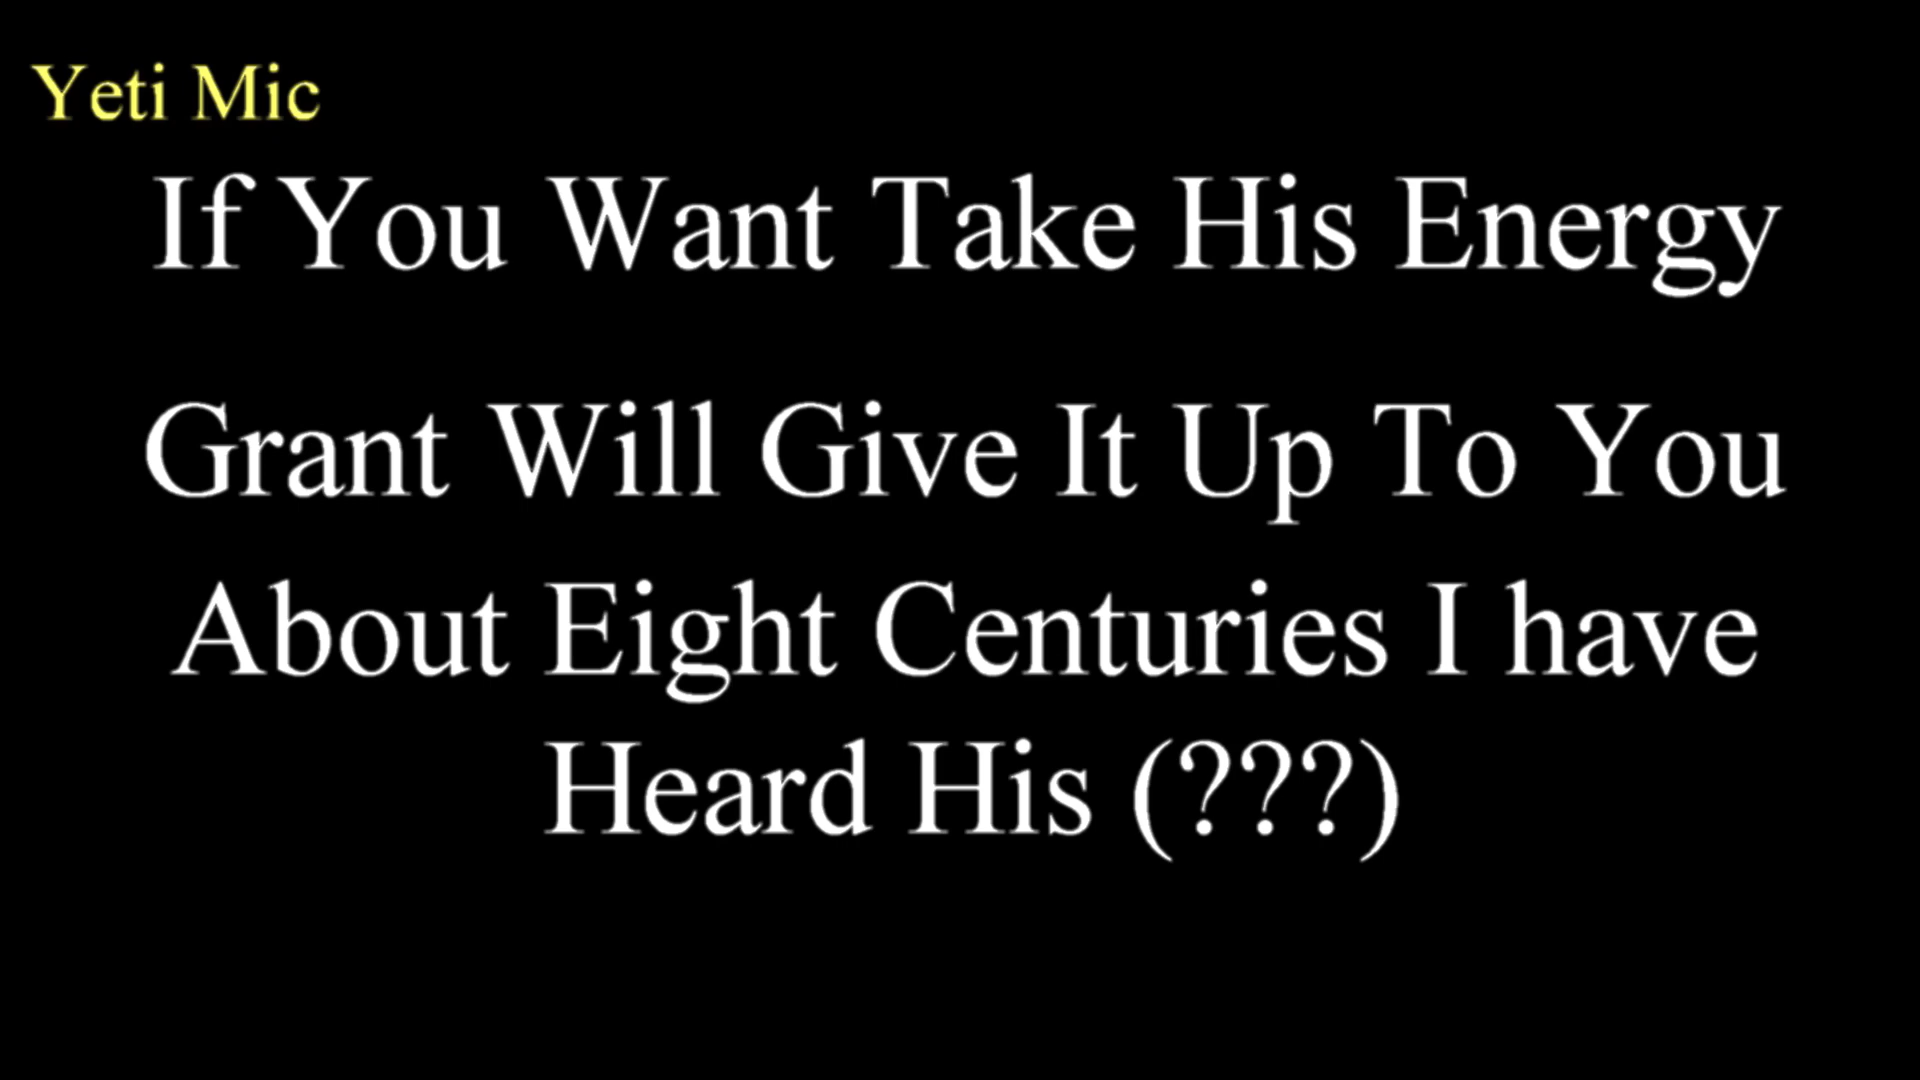 Yeti Mic
If You Want Take His Energy
Grant Will Give It Up To You
About Eight Centuries I have
Heard His (???)